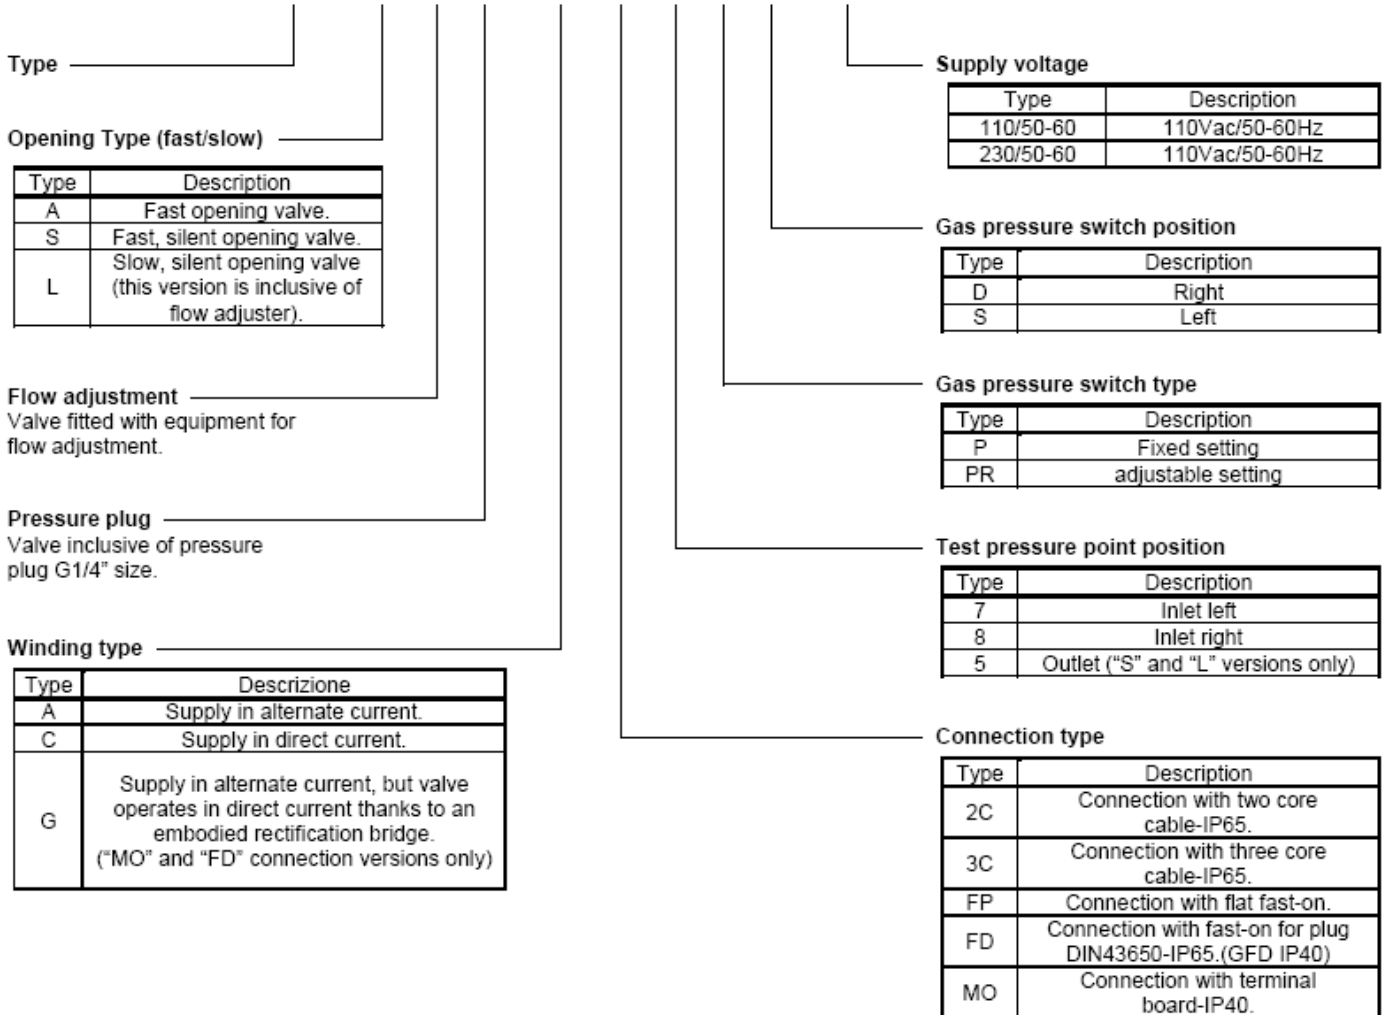 Type
Opening Type (fast/slow)
Type Description
A Fast opening valve.
S Fast, silent opening valve.
L Slow, silent opening valve
(this version is inclusive of
flow adjuster).
Flow adjustment
Valve fitted with equipment for
flow adjustment.
Pressure plug
Valve inclusive of pressure
plug G1/4” size.
Winding type
Type Descrizione
A Supply in alternate current.
C Supply in direct current.
G Supply in alternate current, but valve
operates in direct current thanks to an
embodied rectification bridge.
(“MO” and “FD” connection versions only)
Supply voltage
Type Description
110/50-60 110Vac/50-60Hz
230/50-60 110Vac/50-60Hz
Gas pressure switch position
Type Description
D Right
S Left
Gas pressure switch type
Type Description
P Fixed setting
PR adjustable setting
Test pressure point position
Type Description
7 Inlet left
8 Inlet right
5 Outlet (“S” and “L” versions only)
Connection type
Type Description
2C Connection with two core
cable-IP65.
3C Connection with three core
cable-IP65.
FP Connection with flat fast-on.
FD Connection with fast-on for plug
DIN43650-IP65.(GFD IP40)
MO Connection with terminal
board-IP40.